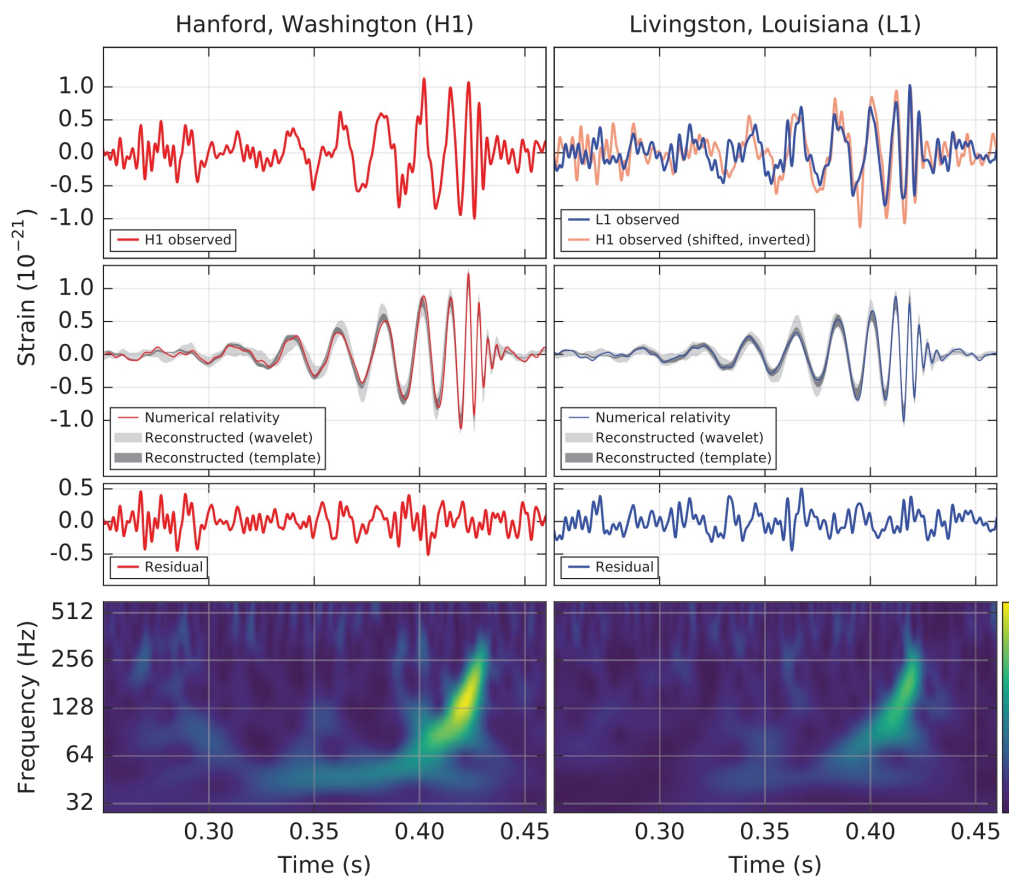 Hanford, Washington (H1)
Livingston, Louisiana (L1)
1.0
0.5
0.0
-0.5
-1.0
H1 observed
L1 observed
H1 observed (shifted, inverted)
Strain (10⁻²¹)
1.0
0.5
0.0
-0.5
-1.0
Numerical relativity
Reconstructed (wavelet)
Reconstructed (template)
Numerical relativity
Reconstructed (wavelet)
Reconstructed (template)
0.5
0.0
-0.5
Residual
Residual
Frequency (Hz)
512
256
128
64
32
0.30 0.35 0.40 0.45
0.30 0.35 0.40 0.45
Time (s)
Time (s)